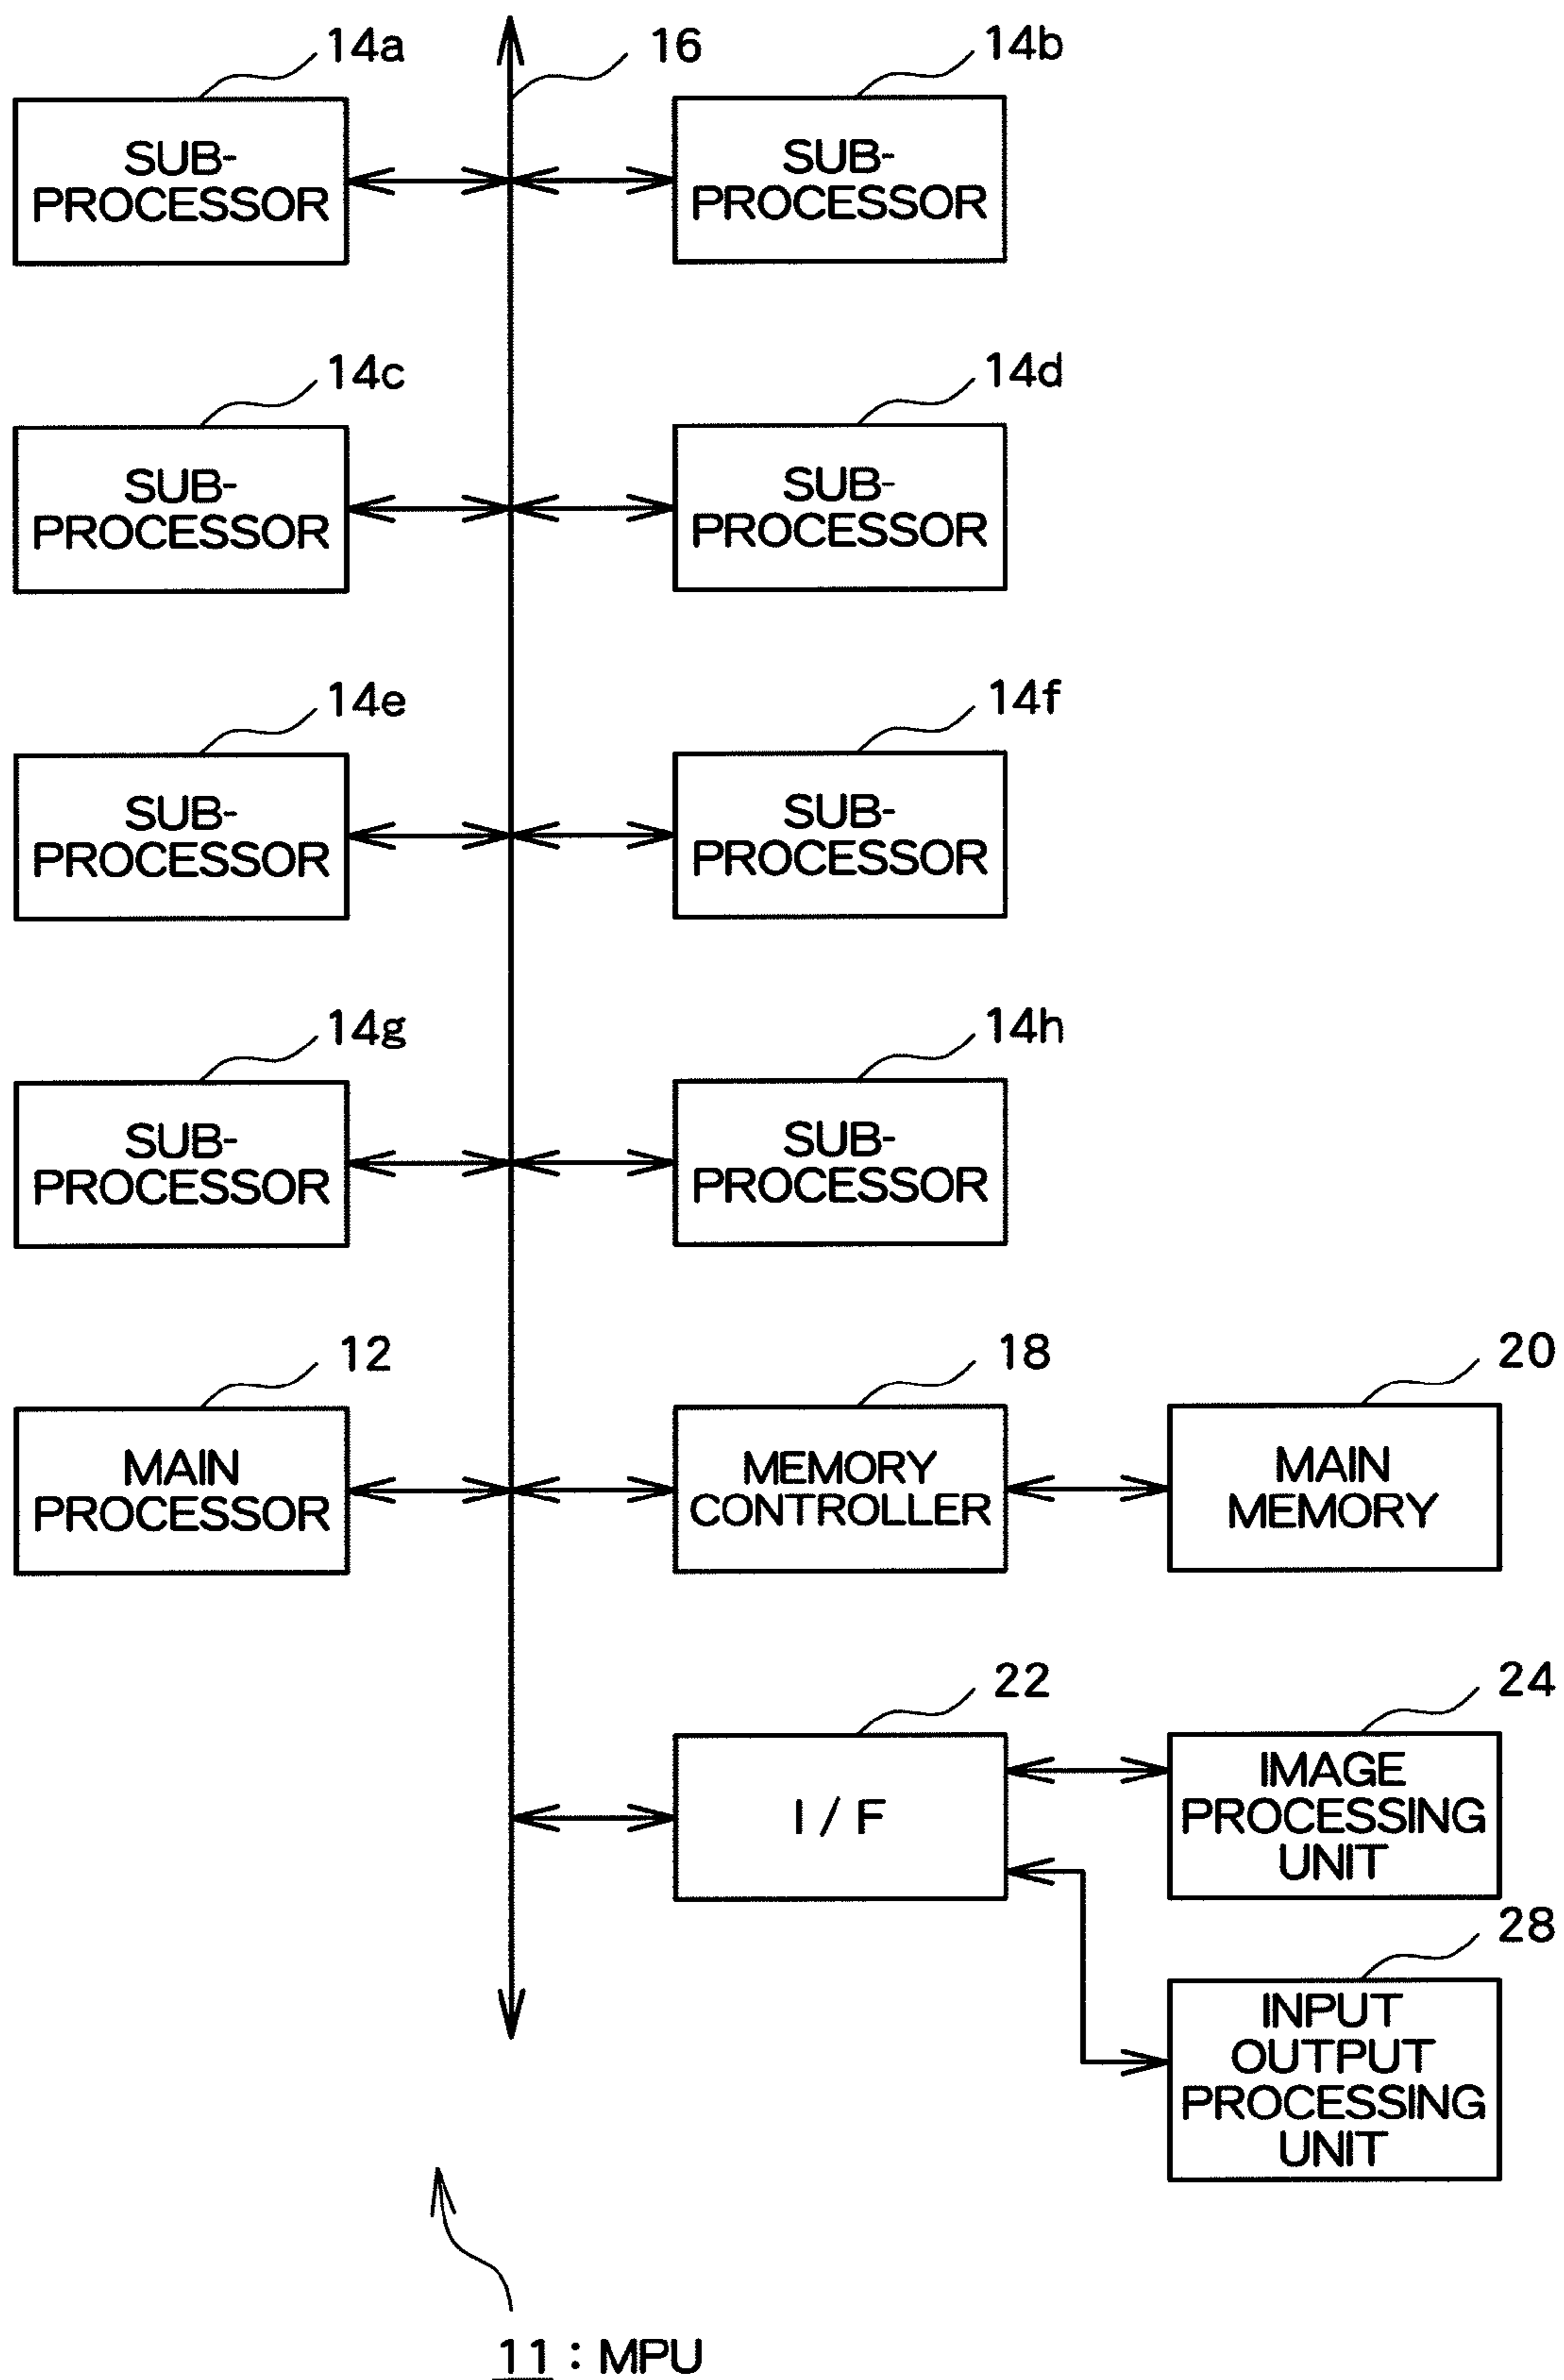 14a
16
14b
SUB-
PROCESSOR
SUB-
PROCESSOR
14c
14d
SUB-
PROCESSOR
SUB-
PROCESSOR
14e
14f
SUB-
PROCESSOR
SUB-
PROCESSOR
14g
14h
SUB-
PROCESSOR
SUB-
PROCESSOR
12
18
20
MAIN
PROCESSOR
MEMORY
CONTROLLER
MAIN
MEMORY
22
24
I / F
IMAGE
PROCESSING
UNIT
28
INPUT
OUTPUT
PROCESSING
UNIT
11 : MPU